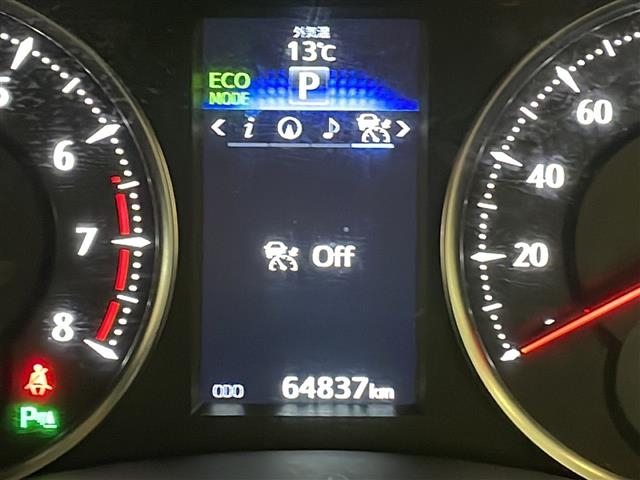 外気温
13℃
ECO
MODE
P
i
Off
ODO 64837km
6
7
8
60
40
20
P